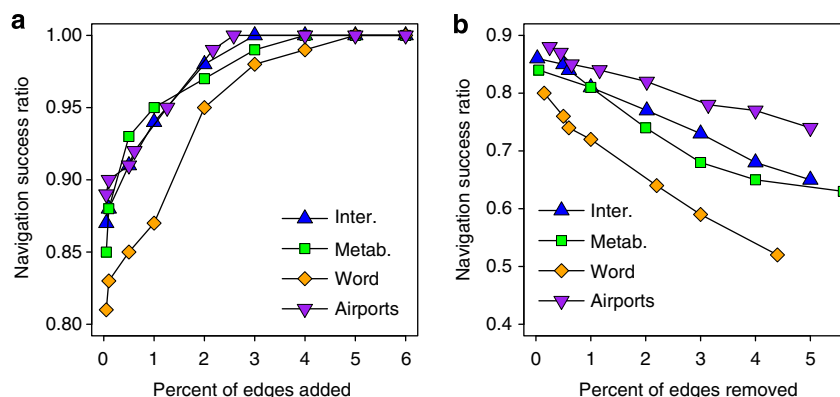 a
Navigation success ratio
1.00
0.95
0.90
0.85
0.80
Inter.
Metab.
Word
Airports
0 1 2 3 4 5 6
Percent of edges added
b
Navigation success ratio
0.9
0.8
0.7
0.6
0.5
0.4
Inter.
Metab.
Word
Airports
0 1 2 3 4 5
Percent of edges removed